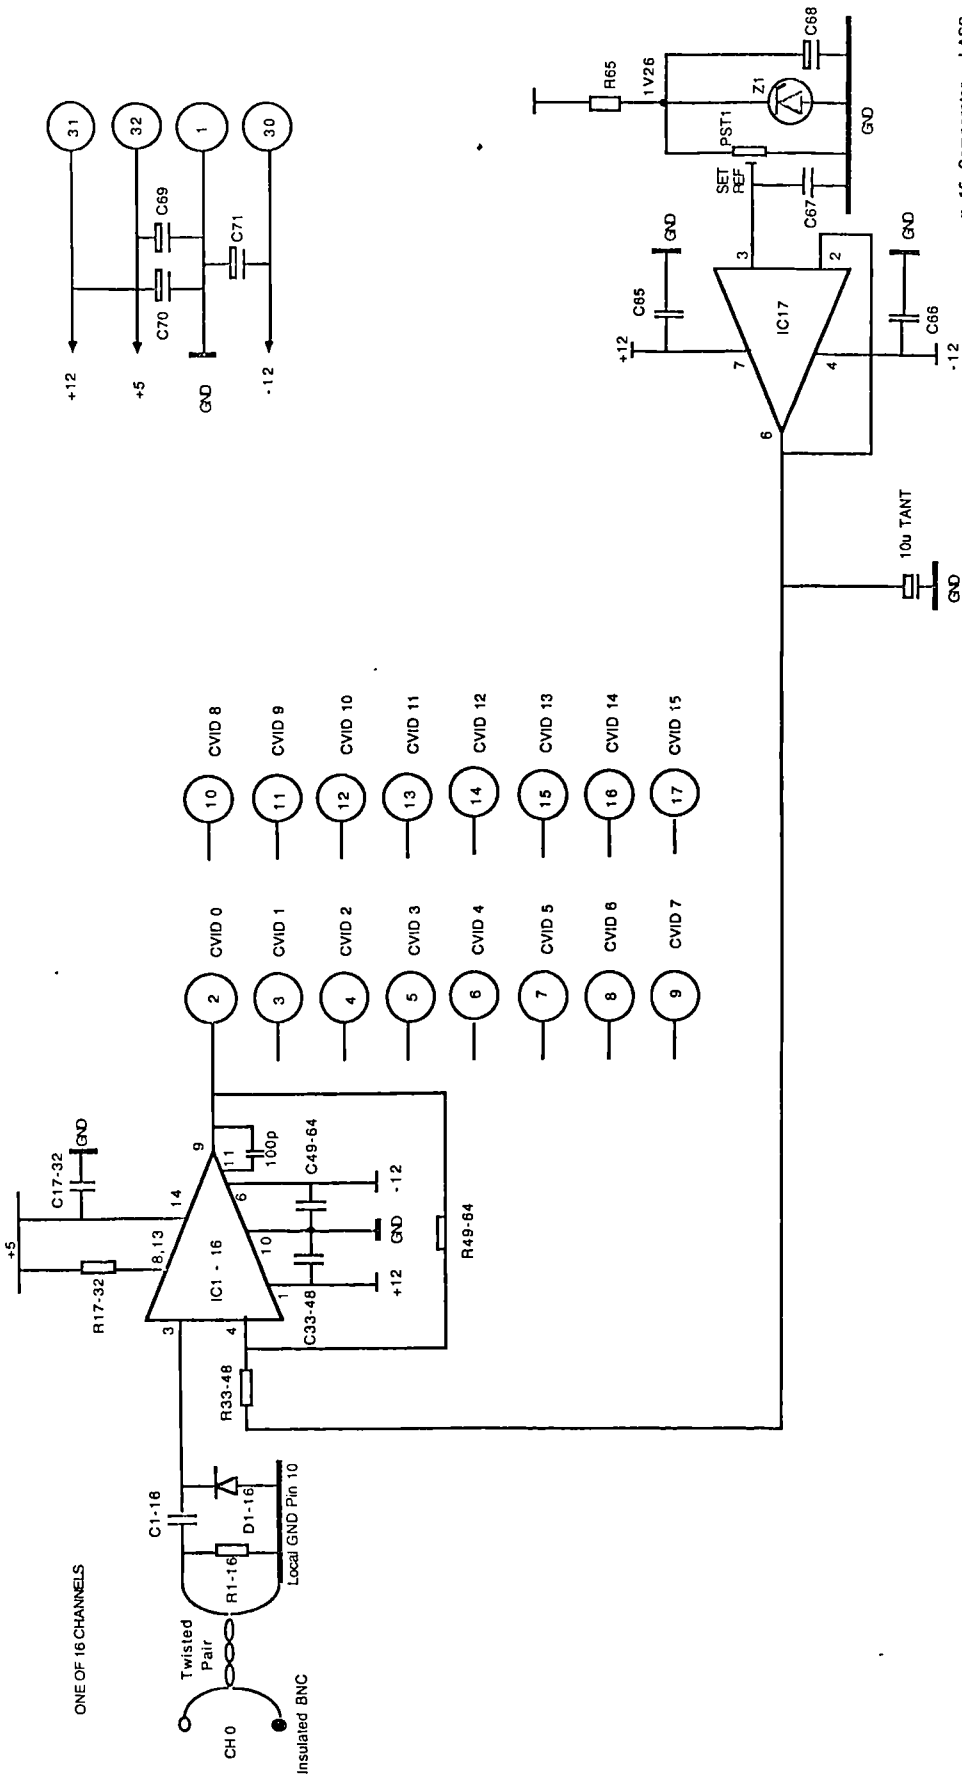 ONE OF 16 CHANNELS
CH 0
Insulated BNC
Twisted
Pair
R1-16
C1-16
D1-16
Local GND Pin 10
+5
R17-32
C17-32
GND
8,13
14
3
4
IC1 - 16
9
11
100p
6
10
1
C49-64
C33-48
-12
GND
+12
R33-48
R49-64
2
CVID 0
3
CVID 1
4
CVID 2
5
CVID 3
6
CVID 4
7
CVID 5
8
CVID 6
9
CVID 7
10
CVID 8
11
CVID 9
12
CVID 10
13
CVID 11
14
CVID 12
15
CVID 13
16
CVID 14
17
CVID 15
+12
31
+5
32
GND
1
-12
30
C70
C69
C71
10u TANT
GND
6
IC17
7
4
3
2
+12
C65
GND
-12
C66
GND
SET
REF
PST1
C67
R65
1V26
Z1
C68
GND